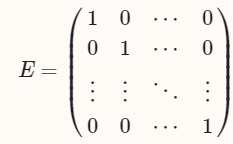 E = ( 1 0 ⋯ 0
0 1 ⋯ 0
⋮ ⋮ ⋱ ⋮
0 0 ⋯ 1 )